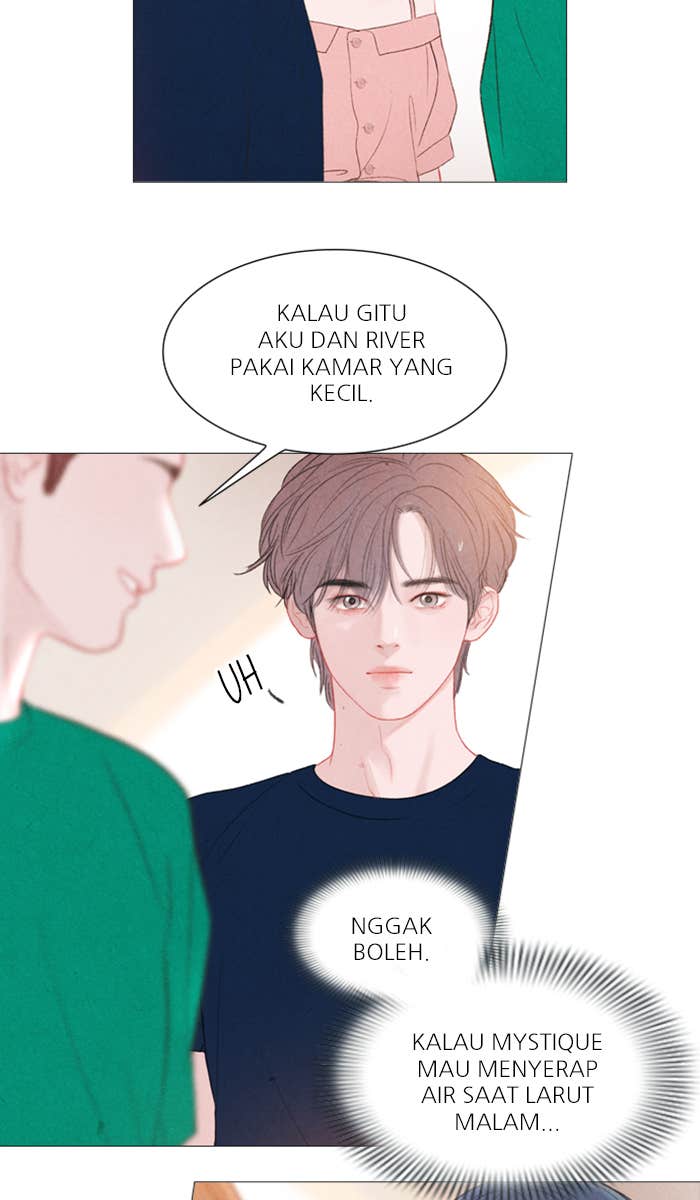 KALAU GITU
AKU DAN RIVER
PAKAI KAMAR YANG
KECIL.
UH
NGGAK
BOLEH.
KALAU MYSTIQUE
MAU MENYERAP
AIR SAAT LARUT
MALAM...